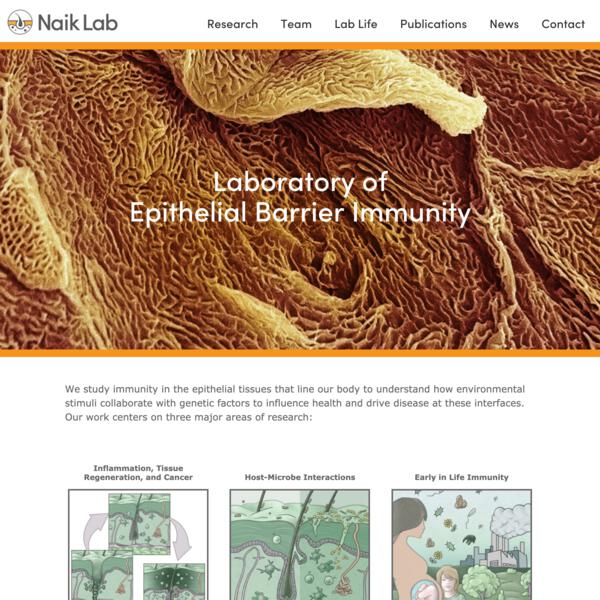 Naik Lab
Research
Team
Lab Life
Publications
News
Contact
Laboratory of
Epithelial Barrier Immunity
We study immunity in the epithelial tissues that line our body to understand how environmental
stimuli collaborate with genetic factors to influence health and drive disease at these interfaces.
Our work centers on three major areas of research:
Inflammation, Tissue
Regeneration, and Cancer
Host-Microbe Interactions
Early in Life Immunity